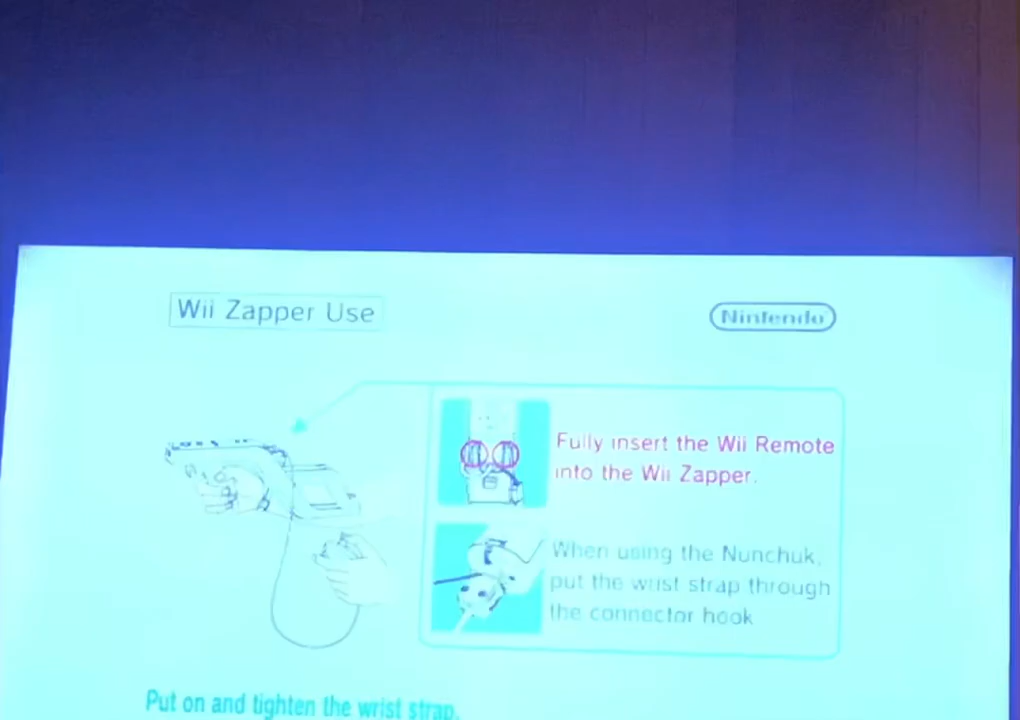 Wii Zapper Use
Nintendo
Fully insert the Wii Remote
into the Wii Zapper.
When using the Nunchuk,
put the wrist strap through
the connector hook
Put on and tighten the wrist strap.